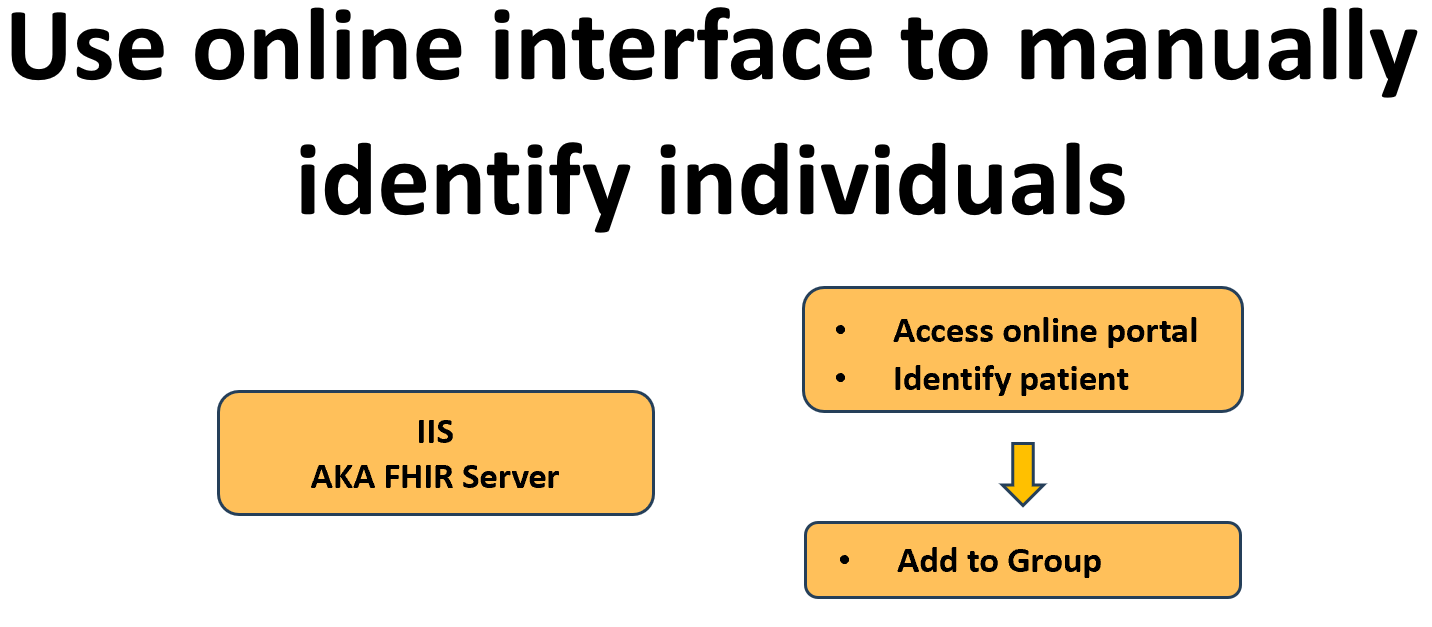 Use online interface to manually
identify individuals
IIS
AKA FHIR Server
• Access online portal
• Identify patient
• Add to Group